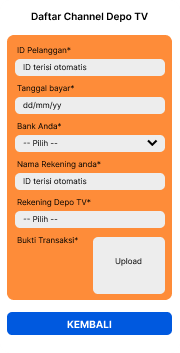 Daftar Channel Depo TV
ID Pelanggan*
ID terisi otomatis
Tanggal bayar*
dd/mm/yy
Bank Anda*
-- Pilih --
Nama Rekening anda*
ID terisi otomatis
Rekening Depo TV*
-- Pilih --
Bukti Transaksi*
Upload
KEMBALI